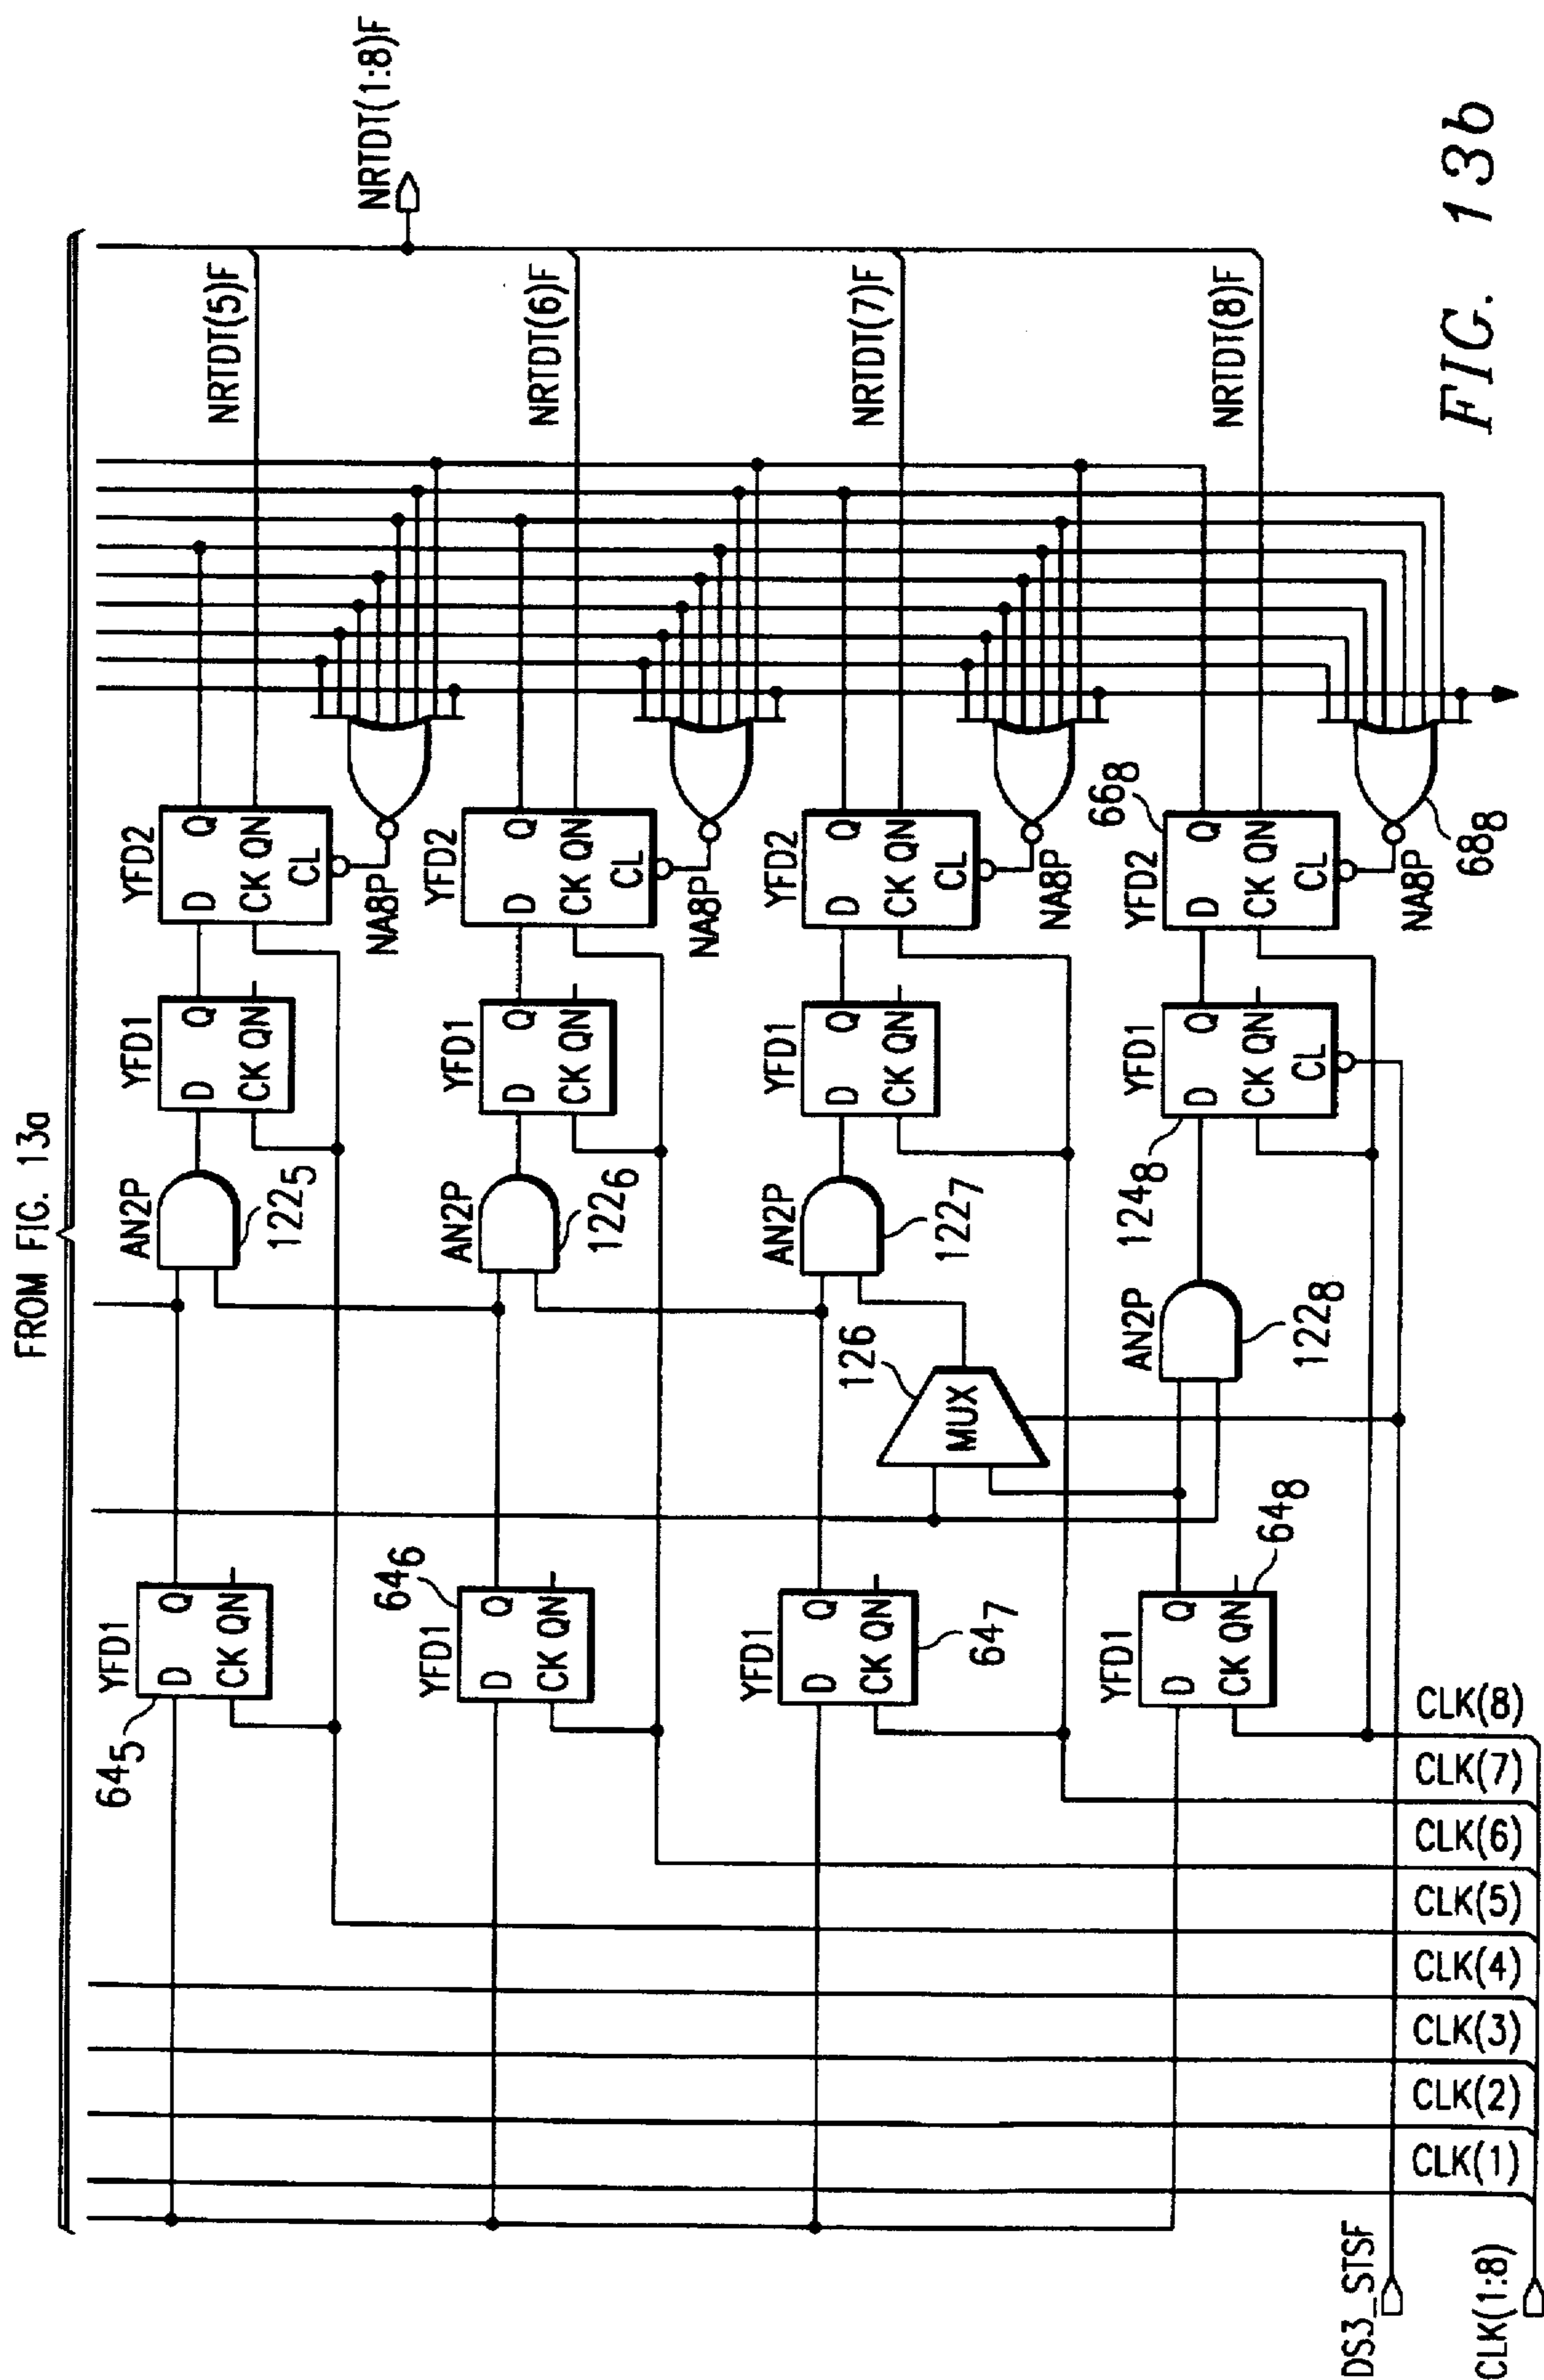 FROM FIG. 13a
YFD1
D Q
CK QN
64₅
AN2P
122₅
YFD1
D Q
CK QN
YFD2
D Q
CK QN
CL
NA8P
NRTDT(5)F
NRTDT(1:8)F
YFD1
64₆
D Q
CK QN
AN2P
122₆
YFD1
D Q
CK QN
YFD2
D Q
CK QN
CL
NA8P
NRTDT(6)F
YFD1
D Q
CK QN
64₇
126
MUX
AN2P
122₇
YFD1
D Q
CK QN
YFD2
D Q
CK QN
CL
NA8P
NRTDT(7)F
YFD1
D Q
CK QN
64₈
AN2P
122₈
124₈
YFD1
D Q
CK QN
CL
YFD2
66₈
D Q
CK QN
CL
NA8P
68₈
NRTDT(8)F
DS3_STSF
CLK(1:8)
CLK(1)
CLK(2)
CLK(3)
CLK(4)
CLK(5)
CLK(6)
CLK(7)
CLK(8)
FIG. 13b